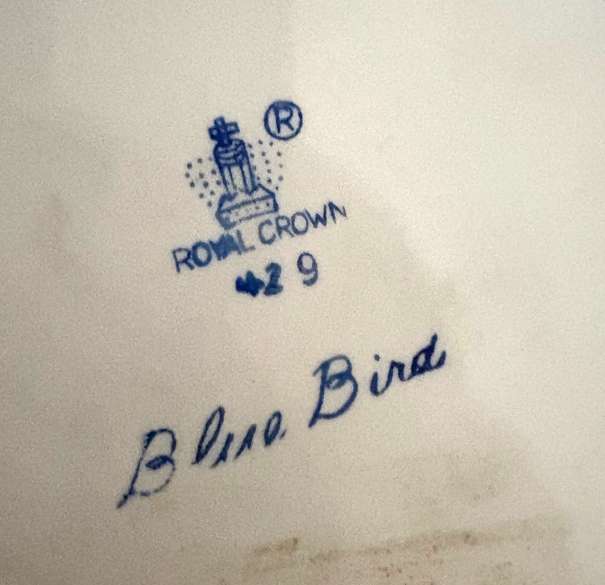 ®
ROYAL CROWN
429
Blue Bird